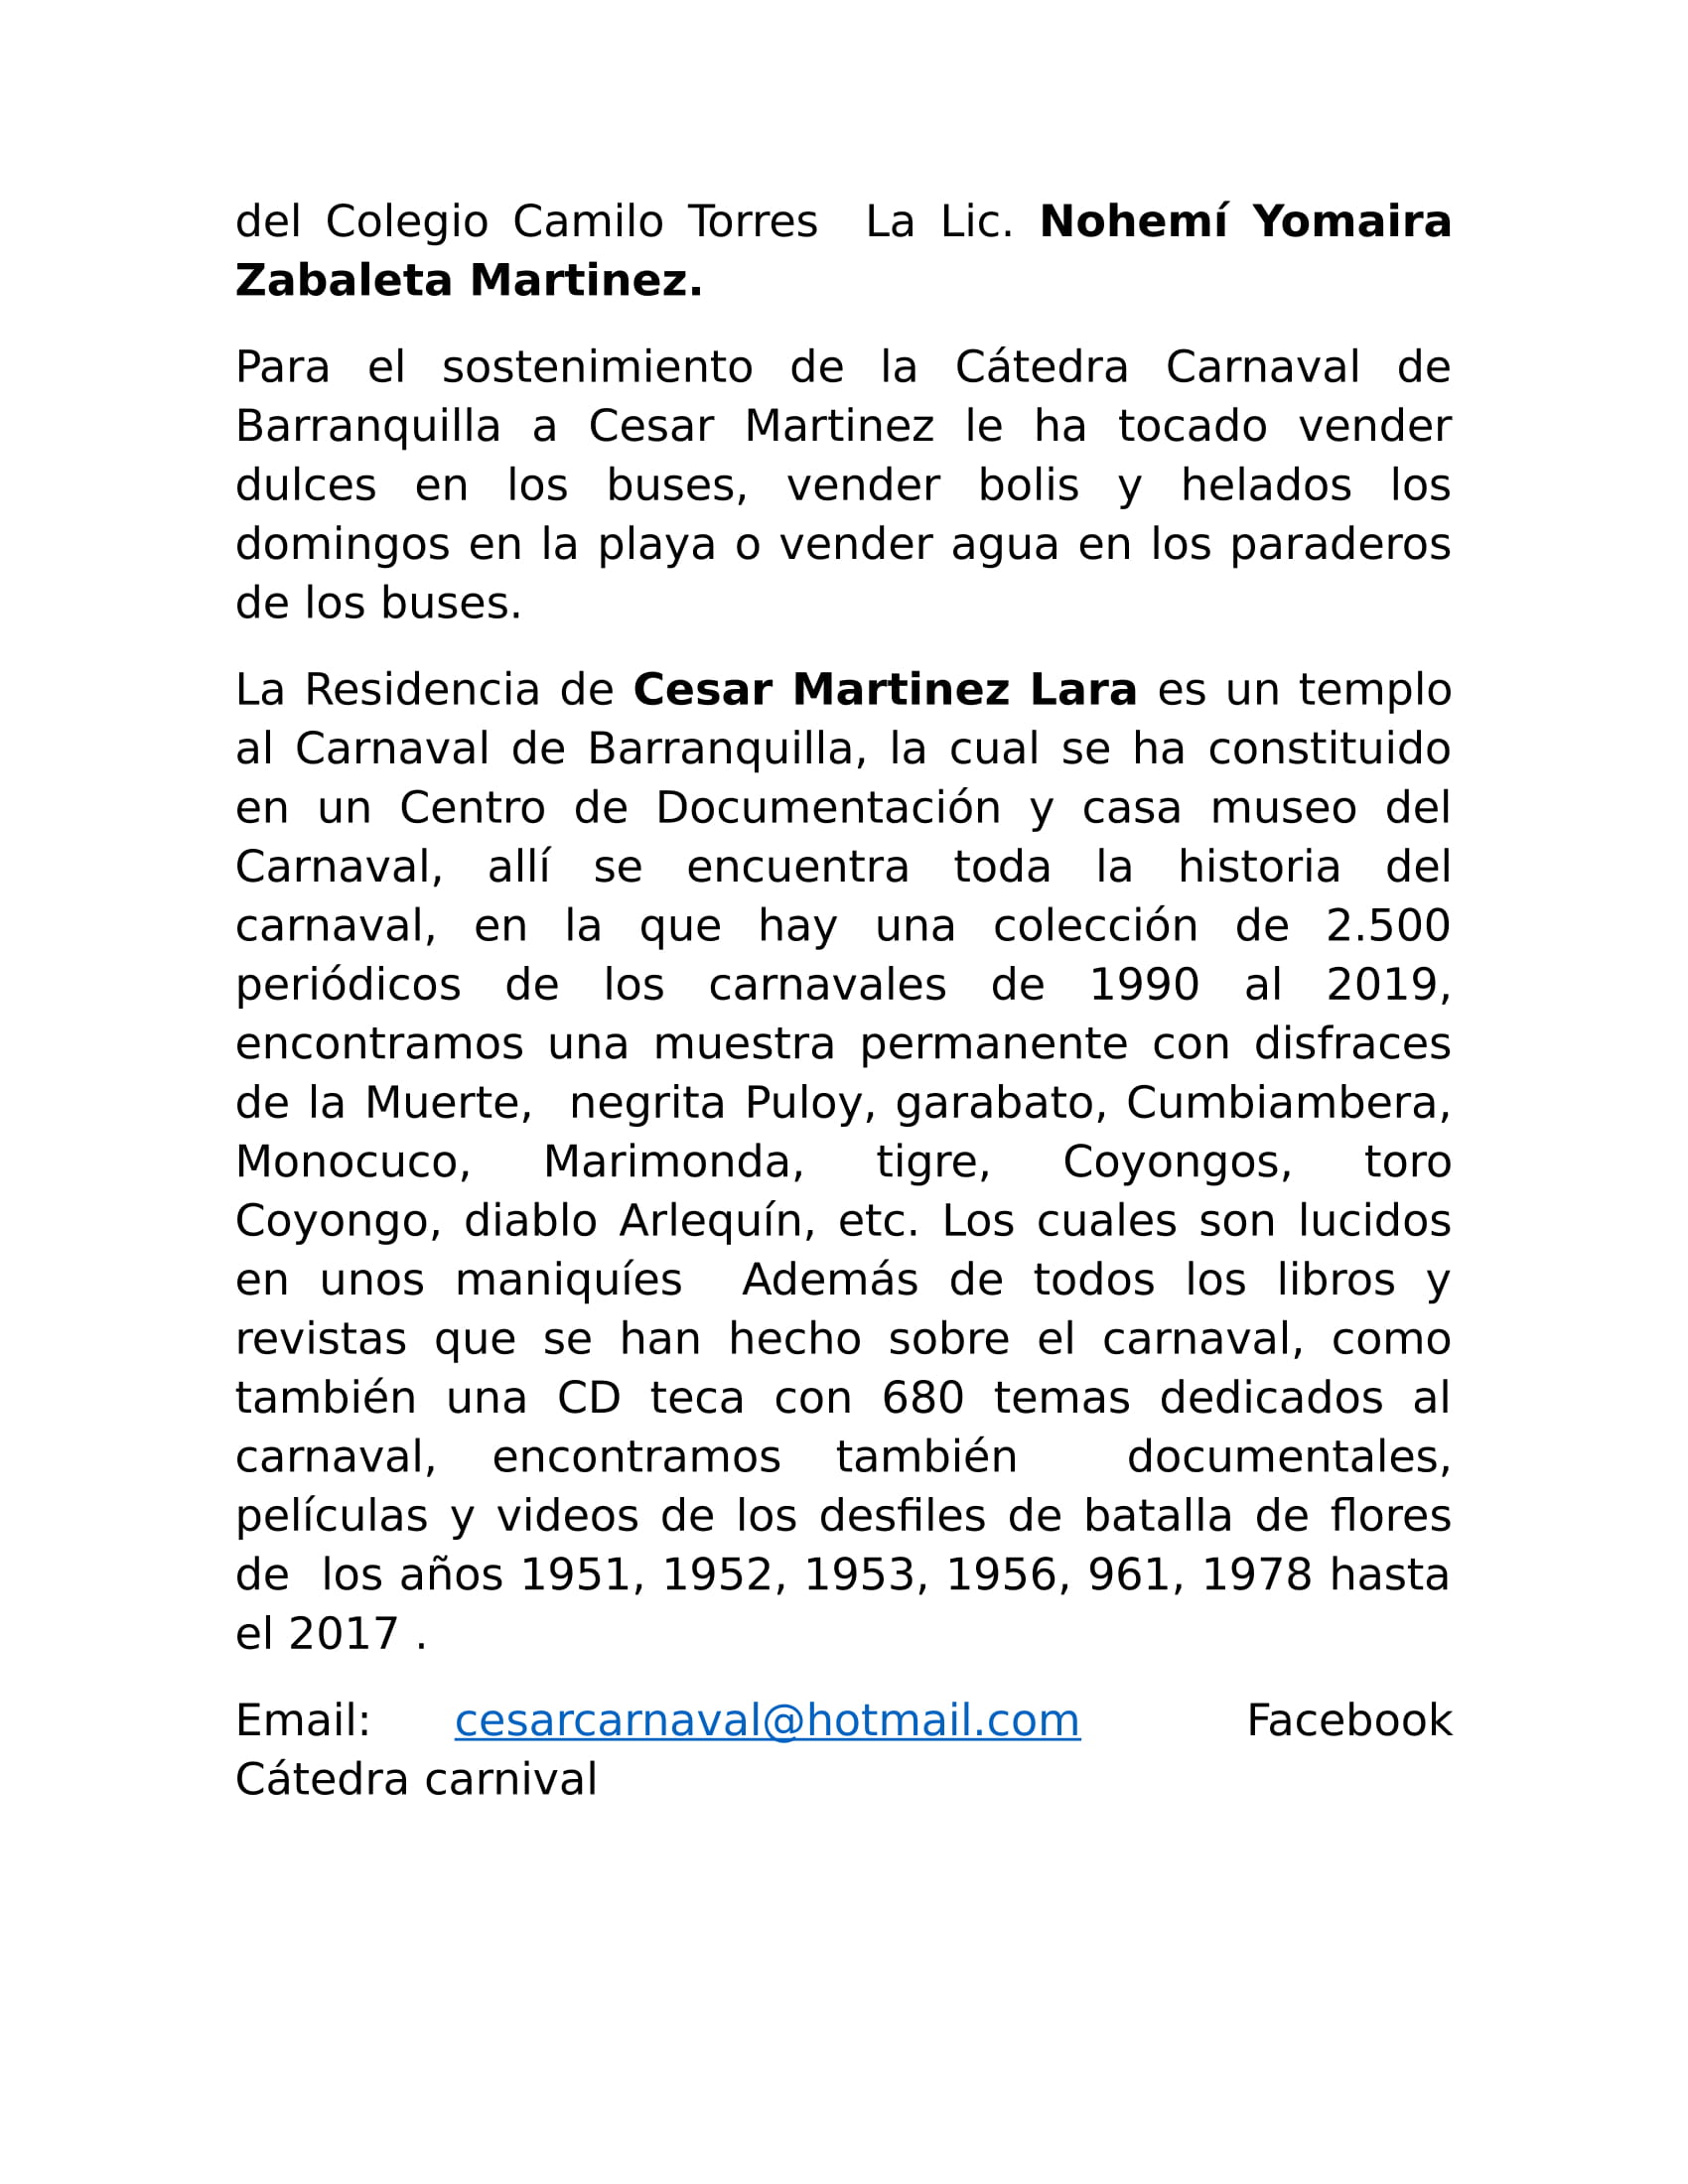 del Colegio Camilo Torres  La Lic. Nohemí Yomaira
Zabaleta Martinez.
Para el sostenimiento de la Cátedra Carnaval de
Barranquilla a Cesar Martinez le ha tocado vender
dulces en los buses, vender bolis y helados los
domingos en la playa o vender agua en los paraderos
de los buses.
La Residencia de Cesar Martinez Lara es un templo
al Carnaval de Barranquilla, la cual se ha constituido
en un Centro de Documentación y casa museo del
Carnaval, allí se encuentra toda la historia del
carnaval, en la que hay una colección de 2.500
periódicos de los carnavales de 1990 al 2019,
encontramos una muestra permanente con disfraces
de la Muerte,  negrita Puloy, garabato, Cumbiambera,
Monocuco, Marimonda, tigre, Coyongos, toro
Coyongo, diablo Arlequín, etc. Los cuales son lucidos
en unos maniquíes  Además de todos los libros y
revistas que se han hecho sobre el carnaval, como
también una CD teca con 680 temas dedicados al
carnaval, encontramos también  documentales,
películas y videos de los desfiles de batalla de flores
de  los años 1951, 1952, 1953, 1956, 961, 1978 hasta
el 2017 .
Email: cesarcarnaval@hotmail.com  Facebook
Cátedra carnival